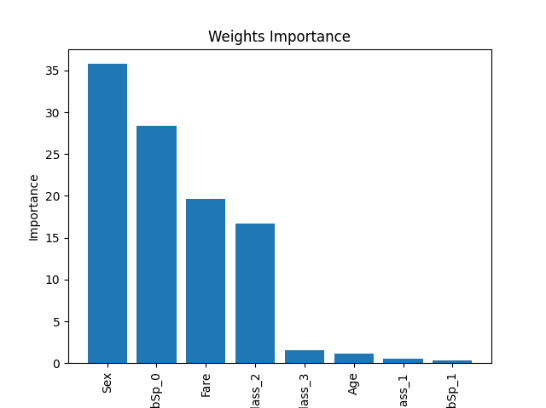 Weights Importance
35
30
25
20
15
10
5
0
Importance
Sex
bSp_0
Fare
lass_2
lass_3
Age
ass_1
bSp_1